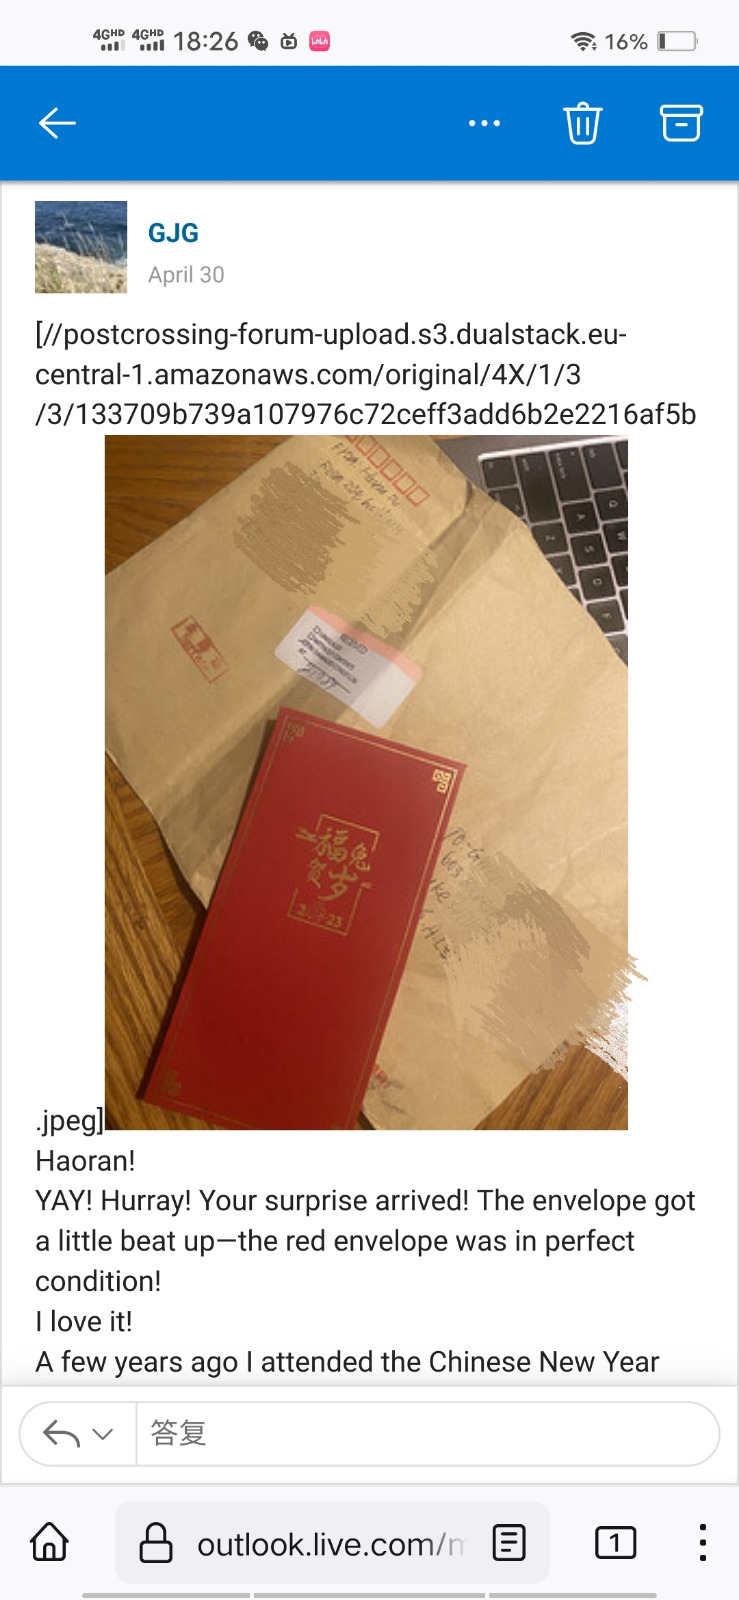 4GHD 4GHD 18:26 16%
GJG
April 30
[//postcrossing-forum-upload.s3.dualstack.eu-
central-1.amazonaws.com/original/4X/1/3
/3/133709b739a107976c72ceff3add6b2e2216af5b
RECEIVED
福兔
贺岁
2023
.jpeg]
Haoran!
YAY! Hurray! Your surprise arrived! The envelope got
a little beat up—the red envelope was in perfect
condition!
I love it!
A few years ago I attended the Chinese New Year
答复
outlook.live.com/m
1